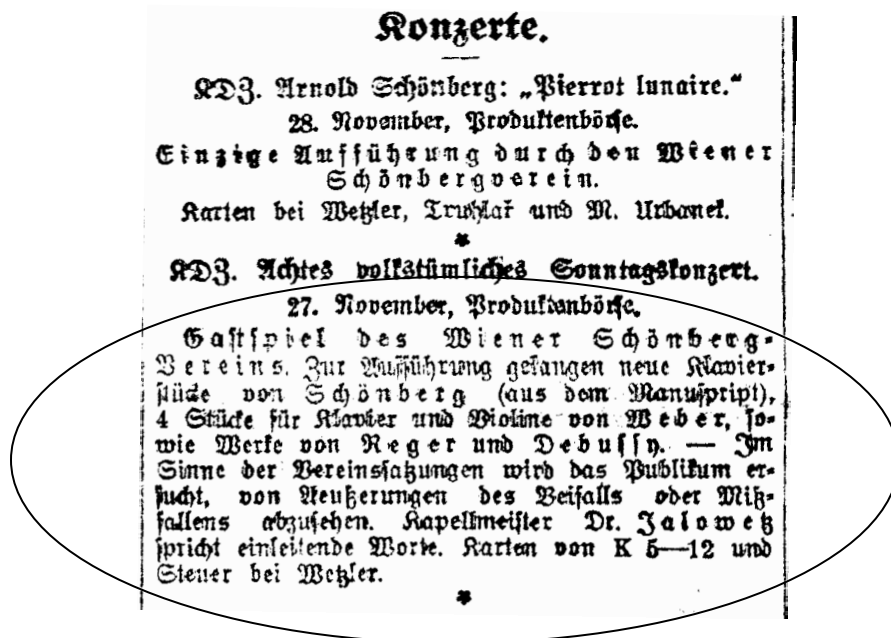 Konzerte.
KDZ. Arnold Schönberg: „Pierrot lunaire.“
28. November, Produktenbörse.
Einzige Aufführung durch den Wiener
Schönbergverein.
Karten bei Wetzler, Truhlař und M. Urbanek.
*
KDZ. Achtes volkstümliches Sonntagskonzert.
27. November, Produktenbörse.
Gastspiel des Wiener Schönberg-
Vereins. Zur Aufführung gelangen neue Klavier-
stücke von Schönberg (aus dem Manuskript),
4 Stücke für Klavier und Violine von Weber, so-
wie Werke von Reger und Debussy. — Im
Sinne der Vereinssatzungen wird das Publikum er-
sucht, von Aeußerungen des Beifalls oder Miß-
fallens abzusehen. Kapellmeister Dr. Jalowetz
spricht einleitende Worte. Karten von K 5—12 und
Steuer bei Wetzler.
*